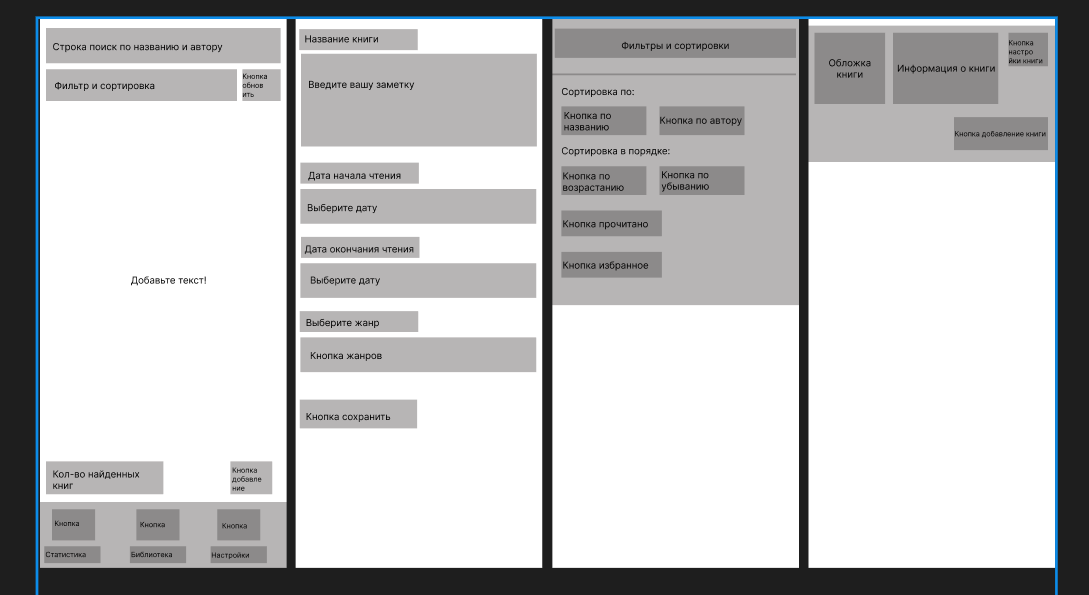 Строка поиск по названию и автору
Фильтр и сортировка
Кнопка
обнов
ить
Добавьте текст!
Кол-во найденных
книг
Кнопка
добавле
ние
Кнопка
Кнопка
Кнопка
Статистика
Библиотека
Настройки
Название книги
Введите вашу заметку
Дата начала чтения
Выберите дату
Дата окончания чтения
Выберите дату
Выберите жанр
Кнопка жанров
Кнопка сохранить
Фильтры и сортировки
Сортировка по:
Кнопка по
названию
Кнопка по автору
Сортировка в порядке:
Кнопка по
возрастанию
Кнопка по
убыванию
Кнопка прочитано
Кнопка избранное
Обложка
книги
Информация о книги
Кнопка
настро
йки книги
Кнопка добавление книги